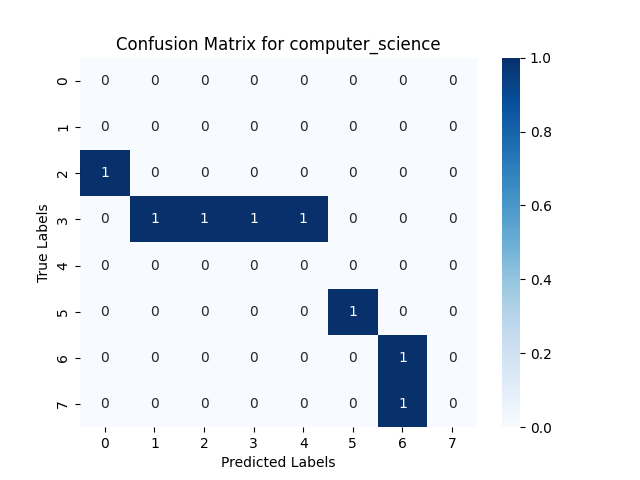 Confusion Matrix for computer_science
1.0
0 0 0 0 0 0 0 0 0
1 0 0 0 0 0 0 0 0
0.8
2 1 0 0 0 0 0 0 0
0.6
3 0 1 1 1 1 0 0 0
True Labels
4 0 0 0 0 0 0 0 0
0.4
5 0 0 0 0 0 1 0 0
6 0 0 0 0 0 0 1 0
0.2
7 0 0 0 0 0 0 1 0
0.0
0 1 2 3 4 5 6 7
Predicted Labels